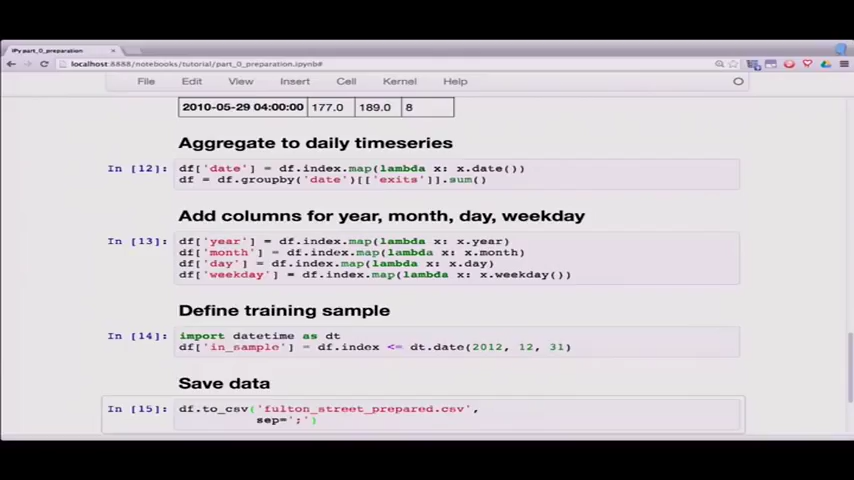 IPy part_0_preparation
localhost:8888/notebooks/tutorial/part_0_preparation.ipynb#
File Edit View Insert Cell Kernel Help
2010-05-29 04:00:00 177.0 189.0 8
Aggregate to daily timeseries
In [12]: df['date'] = df.index.map(lambda x: x.date())
df = df.groupby('date')[['exits']].sum()
Add columns for year, month, day, weekday
In [13]: df['year'] = df.index.map(lambda x: x.year)
df['month'] = df.index.map(lambda x: x.month)
df['day'] = df.index.map(lambda x: x.day)
df['weekday'] = df.index.map(lambda x: x.weekday())
Define training sample
In [14]: import datetime as dt
df['in_sample'] = df.index <= dt.date(2012, 12, 31)
Save data
In [15]: df.to_csv('fulton_street_prepared.csv',
sep=';')